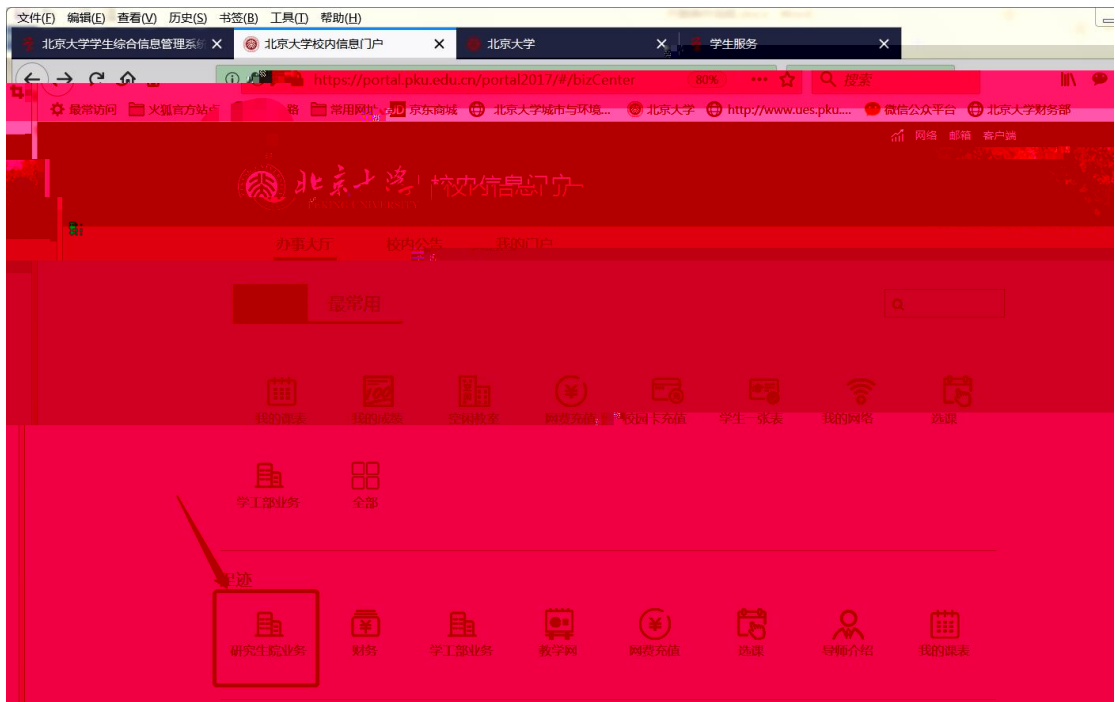 文件(F) 编辑(E) 查看(V) 历史(S) 书签(B) 工具(T) 帮助(H)
北京大学学生综合信息管理系统 北京大学校内信息门户 北京大学 学生服务
https://portal.pku.edu.cn/portal2017/#/bizCenter 80% 搜索
最常访问 火狐官方站点 常用网址 京东商城 北京大学城市与环境... 北京大学 http://www.ues.pku.... 微信公众平台 北京大学财务部
网络 邮箱 客户端
北京大学 校内信息门户
办事大厅 校内公告 我的门户
最常用
我的课表 我的成绩 空闲教室 网费充值 校园卡充值 学生一张表 我的网络 选课
学工部业务 全部
足迹
研究生院业务 财务 学工部业务 教学网 网费充值 选课 导师介绍 我的课表